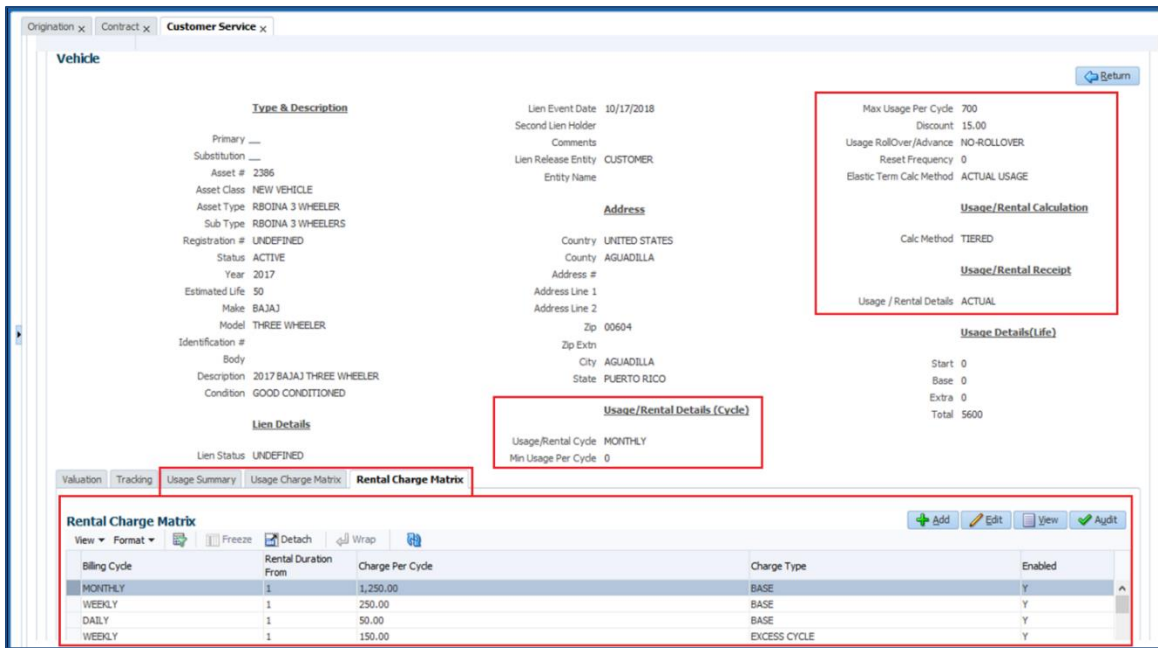 Origination x Contract x Customer Service x
Vehicle
Return
Type & Description
Primary __
Substitution __
Asset # 2386
Asset Class NEW VEHICLE
Asset Type RBOINA 3 WHEELER
Sub Type RBOINA 3 WHEELERS
Registration # UNDEFINED
Status ACTIVE
Year 2017
Estimated Life 50
Make BAJAJ
Model THREE WHEELER
Identification #
Body
Description 2017 BAJAJ THREE WHEELER
Condition GOOD CONDITIONED
Lien Details
Lien Status UNDEFINED
Lien Event Date 10/17/2018
Second Lien Holder
Comments
Lien Release Entity CUSTOMER
Entity Name
Address
Country UNITED STATES
County AGUADILLA
Address #
Address Line 1
Address Line 2
Zip 00604
Zip Extn
City AGUADILLA
State PUERTO RICO
Usage/Rental Details (Cycle)
Usage/Rental Cycle MONTHLY
Min Usage Per Cycle 0
Max Usage Per Cycle 700
Discount 15.00
Usage RollOver/Advance NO-ROLLOVER
Reset Frequency 0
Elastic Term Calc Method ACTUAL USAGE
Usage/Rental Calculation
Calc Method TIERED
Usage/Rental Receipt
Usage / Rental Details ACTUAL
Usage Details(Life)
Start 0
Base 0
Extra 0
Total 5600
Valuation Tracking Usage Summary Usage Charge Matrix Rental Charge Matrix
Rental Charge Matrix
Add Edit View Audit
View Format Freeze Detach Wrap
Billing Cycle Rental Duration From Charge Per Cycle Charge Type Enabled
MONTHLY 1 1,250.00 BASE Y
WEEKLY 1 250.00 BASE Y
DAILY 1 50.00 BASE Y
WEEKLY 1 150.00 EXCESS CYCLE Y